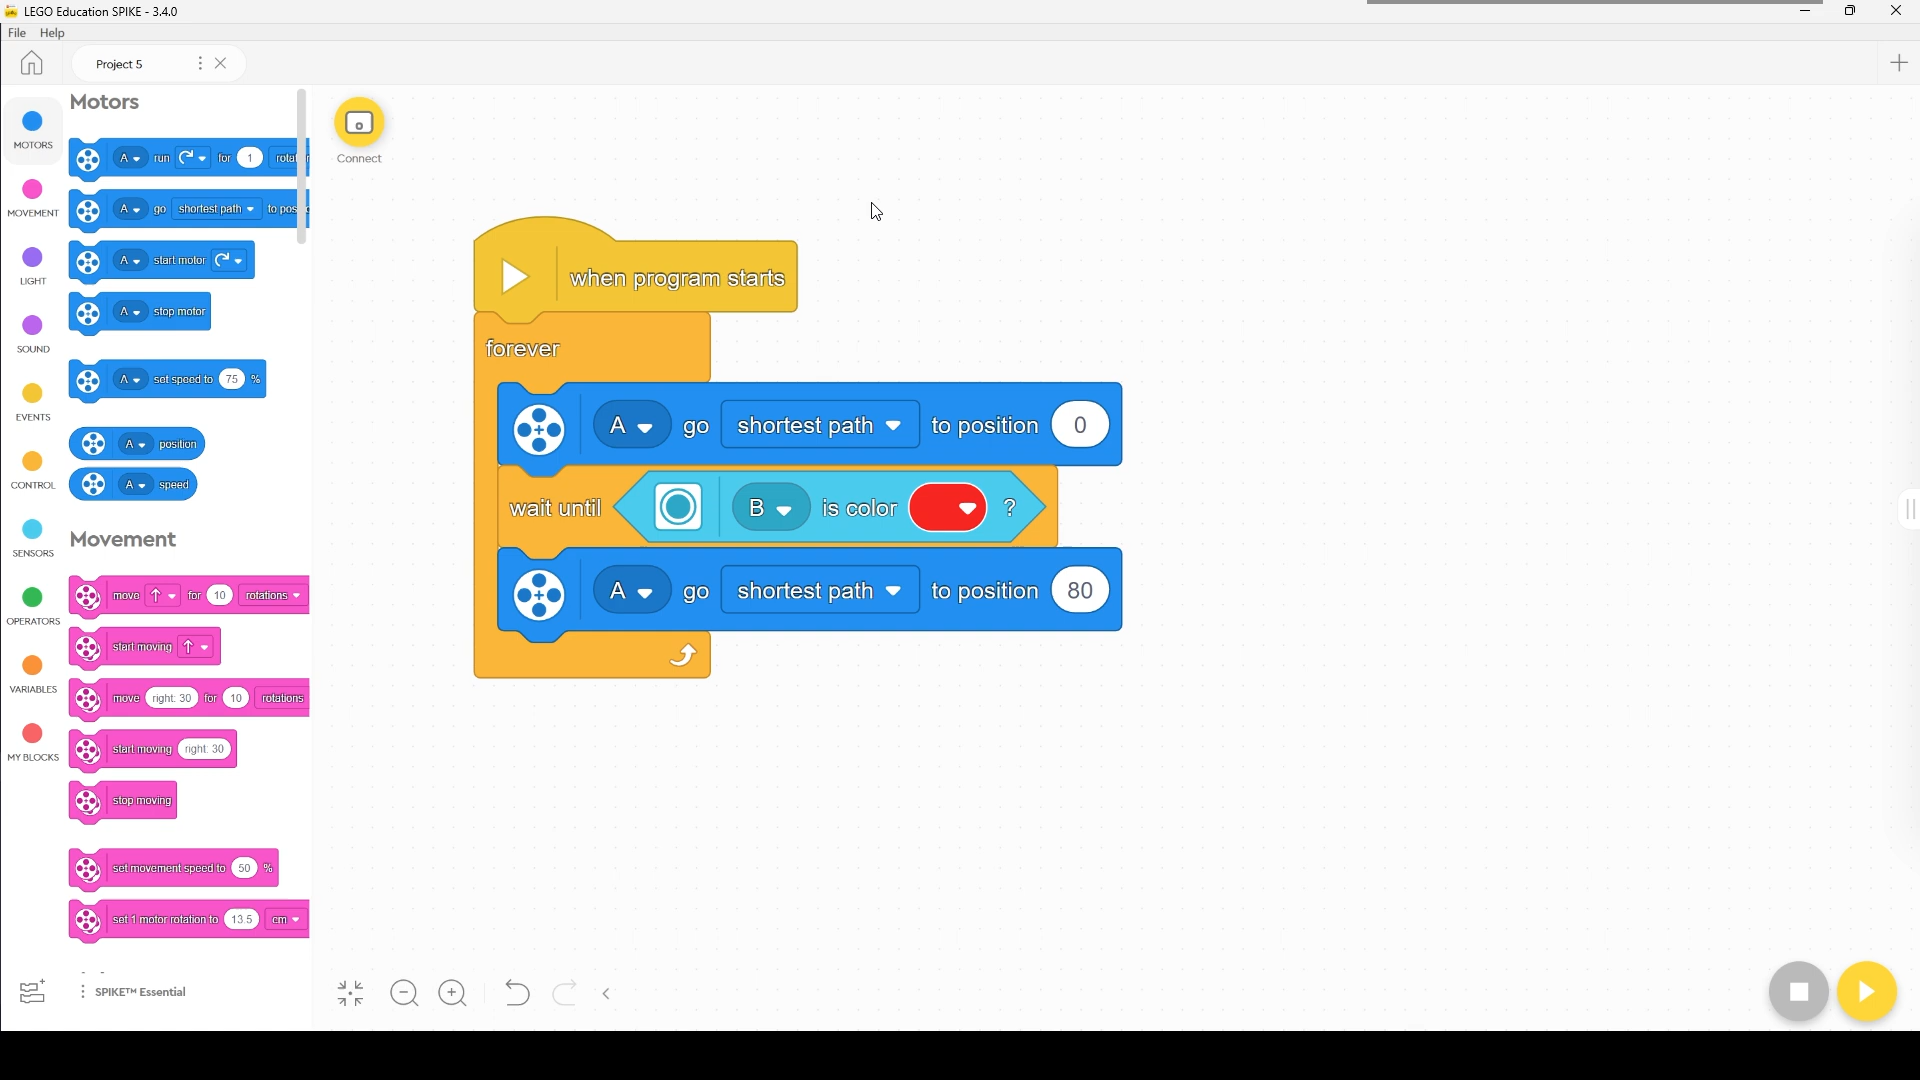 LEGO Education SPIKE - 3.4.0
File Help
Project 5
Motors
Connect
MOTORS
MOVEMENT
LIGHT
SOUND
EVENTS
CONTROL
SENSORS
OPERATORS
VARIABLES
MY BLOCKS
A run for 1
A go shortest path
A start motor
A stop motor
A set speed to 75 %
A position
A speed
Movement
move for 10 rotations
start moving
move right: 30 for 10 rotations
start moving right: 30
stop moving
set movement speed to 50 %
set 1 motor rotation to 13.5 cm
SPIKE™ Essential
when program starts
forever
A go shortest path to position 0
wait until B is color ?
A go shortest path to position 80